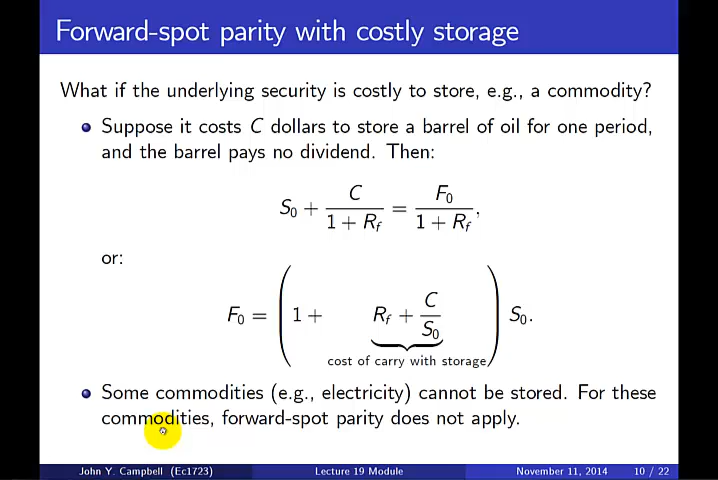 Forward-spot parity with costly storage
What if the underlying security is costly to store, e.g., a commodity?
Suppose it costs C dollars to store a barrel of oil for one period,
and the barrel pays no dividend. Then:
S₀ + C / (1 + R_f) = F₀ / (1 + R_f),
or:
F₀ = (1 + R_f + C / S₀) S₀.
cost of carry with storage
Some commodities (e.g., electricity) cannot be stored. For these
commodities, forward-spot parity does not apply.
John Y. Campbell (Ec1723) Lecture 19 Module November 11, 2014 10 / 22